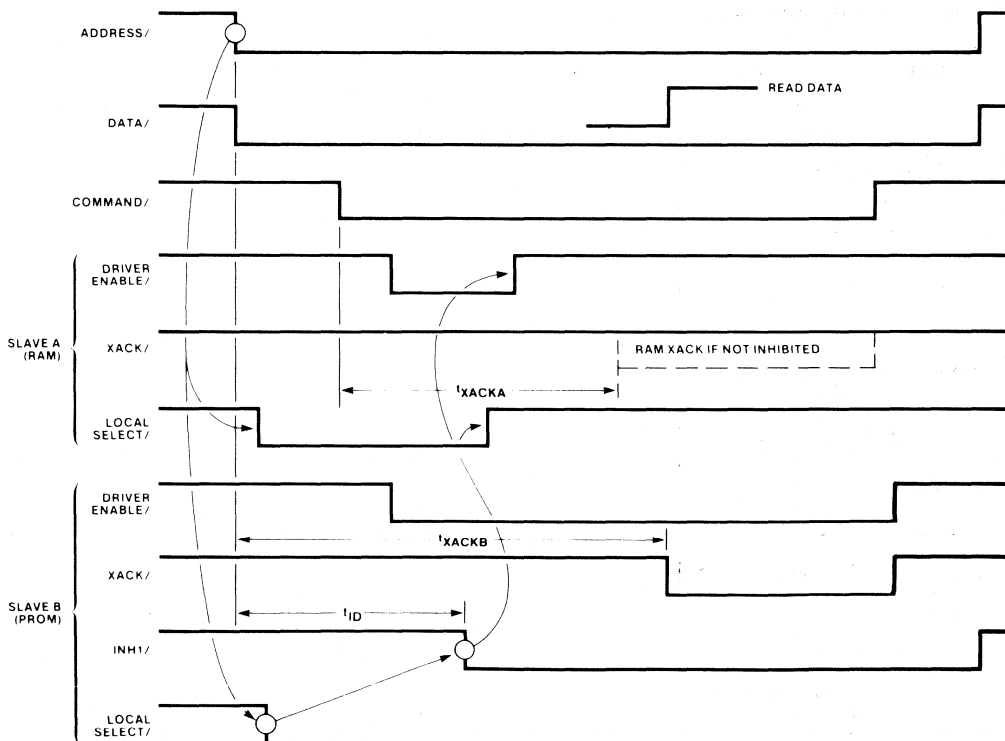 ADDRESS/
READ DATA
DATA/
COMMAND/
SLAVE A
(RAM)
DRIVER
ENABLE/
XACK/
RAM XACK IF NOT INHIBITED
tXACKA
LOCAL
SELECT/
SLAVE B
(PROM)
DRIVER
ENABLE/
tXACKB
XACK/
tID
INH1/
LOCAL
SELECT/